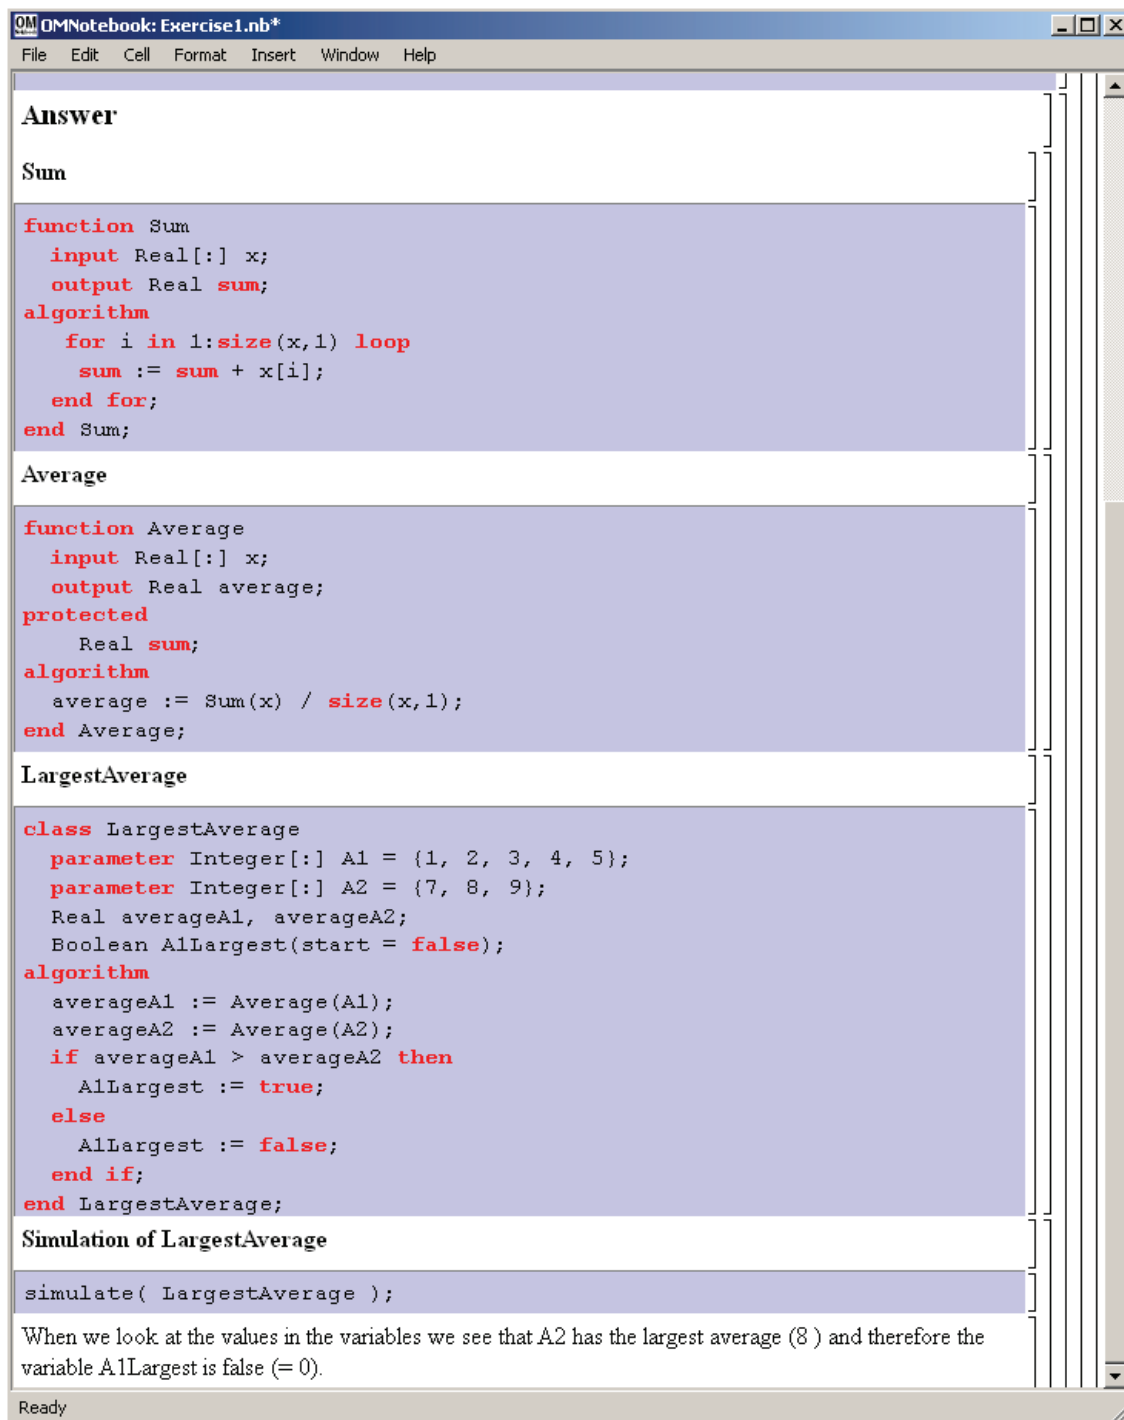 OMNotebook: Exercise1.nb*
File Edit Cell Format Insert Window Help
Answer
Sum
function Sum
  input Real[:] x;
  output Real sum;
algorithm
   for i in 1:size(x,1) loop
    sum := sum + x[i];
  end for;
end Sum;
Average
function Average
  input Real[:] x;
  output Real average;
protected
    Real sum;
algorithm
  average := Sum(x) / size(x,1);
end Average;
LargestAverage
class LargestAverage
  parameter Integer[:] A1 = {1, 2, 3, 4, 5};
  parameter Integer[:] A2 = {7, 8, 9};
  Real averageA1, averageA2;
  Boolean A1Largest(start = false);
algorithm
  averageA1 := Average(A1);
  averageA2 := Average(A2);
  if averageA1 > averageA2 then
    A1Largest := true;
  else
    A1Largest := false;
  end if;
end LargestAverage;
Simulation of LargestAverage
simulate( LargestAverage );
When we look at the values in the variables we see that A2 has the largest average (8 ) and therefore the
variable A1Largest is false (= 0).
Ready